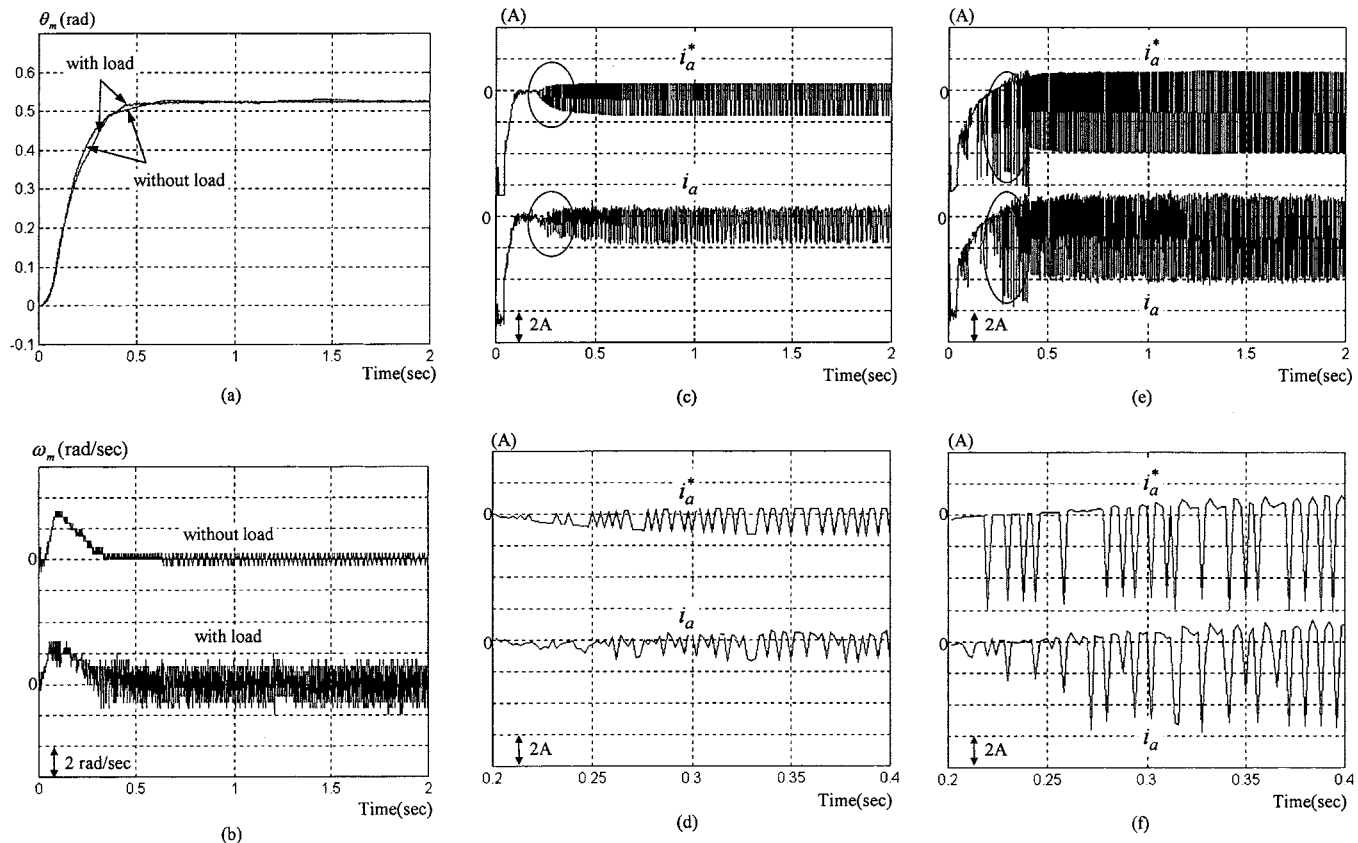 θm (rad)
with load
without load
0.6
0.5
0.4
0.3
0.2
0.1
0
-0.1
0
0.5
1
1.5
2
Time(sec)
(a)
(A)
ia*
0
ia
0
2A
0
0.5
1
1.5
2
Time(sec)
(c)
(A)
ia*
0
0
ia
2A
0
0.5
1
1.5
2
Time(sec)
(e)
ωm (rad/sec)
without load
0
with load
0
2 rad/sec
0
0.5
1
1.5
2
Time(sec)
(b)
(A)
ia*
0
ia
0
2A
0.2
0.25
0.3
0.35
0.4
Time(sec)
(d)
(A)
ia*
0
0
ia
2A
0.2
0.25
0.3
0.35
0.4
Time(sec)
(f)